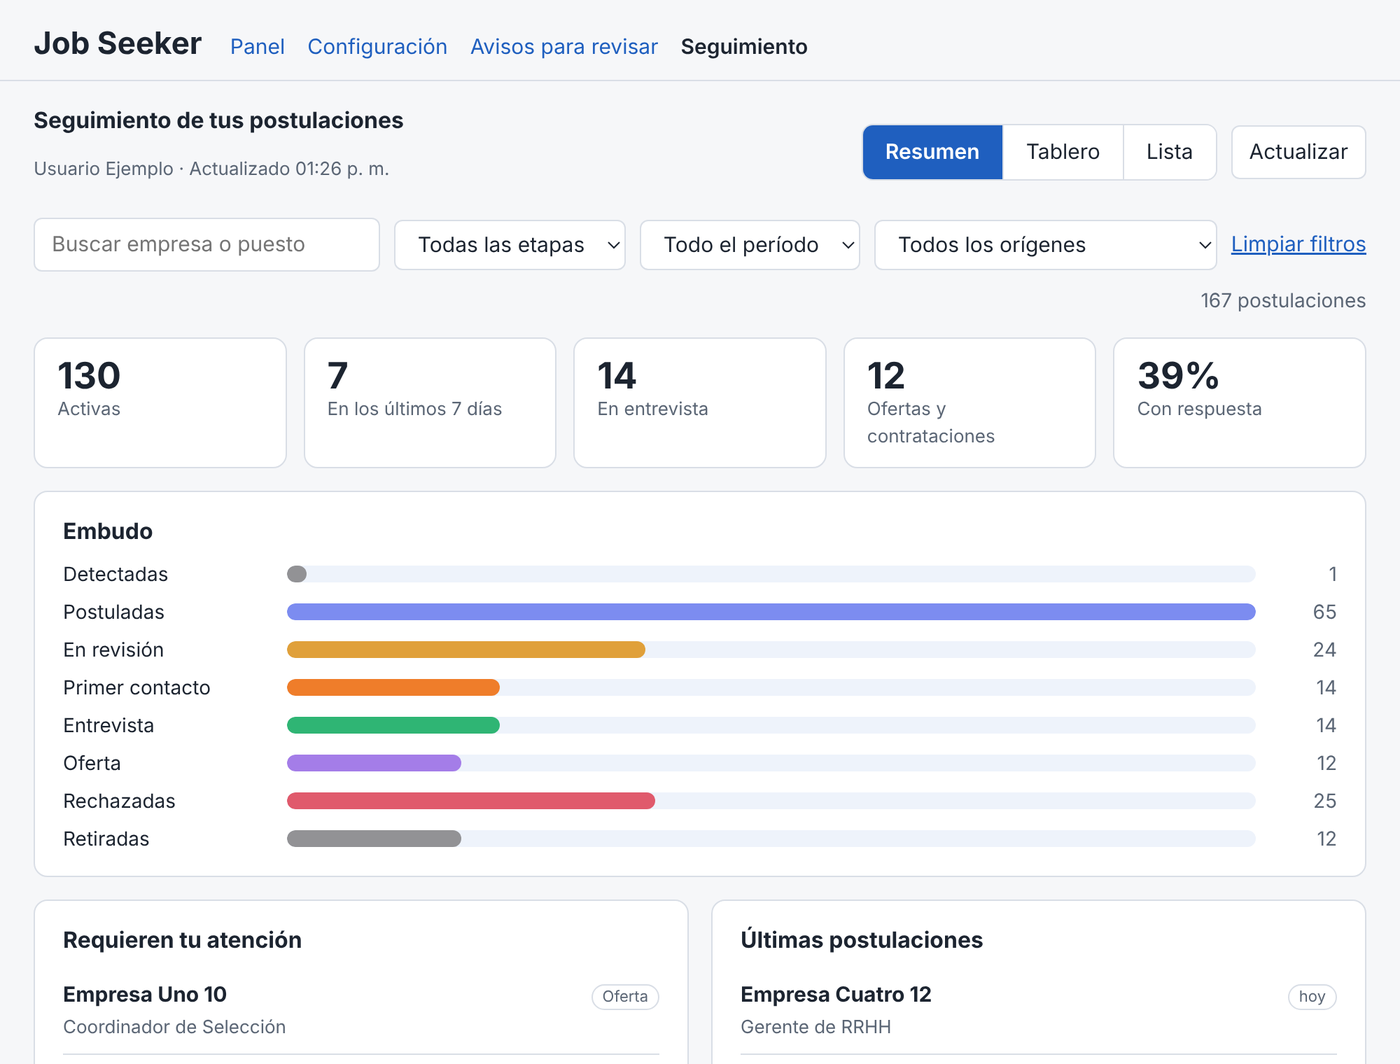 Job Seeker Panel Configuración Avisos para revisar Seguimiento
Seguimiento de tus postulaciones
Usuario Ejemplo · Actualizado 01:26 p. m.
Resumen Tablero Lista Actualizar
Buscar empresa o puesto Todas las etapas Todo el período Todos los orígenes Limpiar filtros
167 postulaciones
130
Activas
7
En los últimos 7 días
14
En entrevista
12
Ofertas y
contrataciones
39%
Con respuesta
Embudo
Detectadas 1
Postuladas 65
En revisión 24
Primer contacto 14
Entrevista 14
Oferta 12
Rechazadas 25
Retiradas 12
Requieren tu atención
Empresa Uno 10 Oferta
Coordinador de Selección
Últimas postulaciones
Empresa Cuatro 12 hoy
Gerente de RRHH